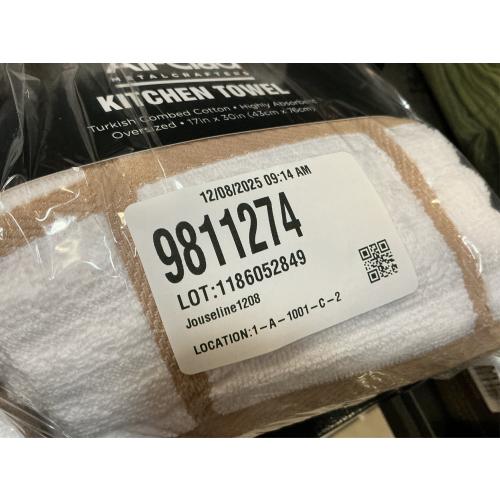 METALCRAFTERS
KITCHEN TOWEL
Turkish Combed Cotton • Highly Absorbent
Oversized • 17in x 30in (43cm x 76cm)
12/08/2025 09:14 AM
9811274
LOT:1186052849
Jouseline1208
LOCATION:1-A-1001-C-2